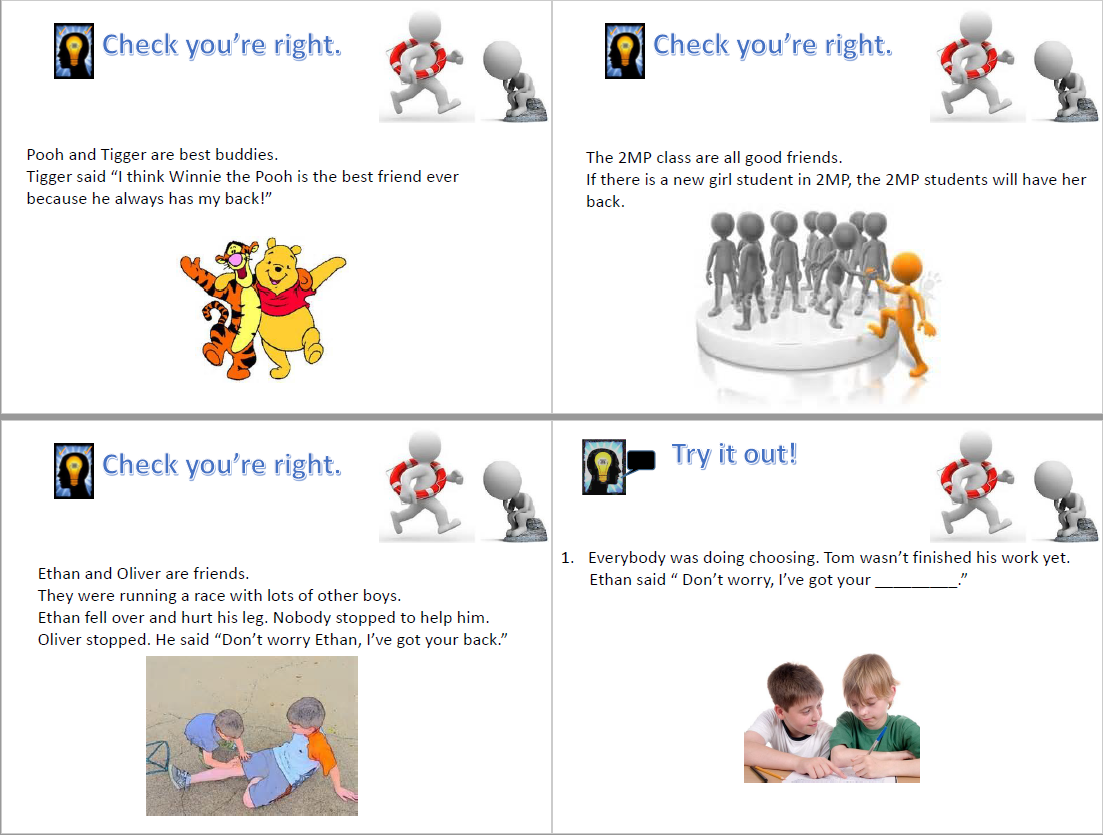 Check you’re right.
Pooh and Tigger are best buddies.
Tigger said “I think Winnie the Pooh is the best friend ever
because he always has my back!”
Check you’re right.
The 2MP class are all good friends.
If there is a new girl student in 2MP, the 2MP students will have her
back.
Check you’re right.
Ethan and Oliver are friends.
They were running a race with lots of other boys.
Ethan fell over and hurt his leg. Nobody stopped to help him.
Oliver stopped. He said “Don’t worry Ethan, I’ve got your back.”
Try it out!
1. Everybody was doing choosing. Tom wasn’t finished his work yet.
Ethan said “ Don’t worry, I’ve got your _________.”